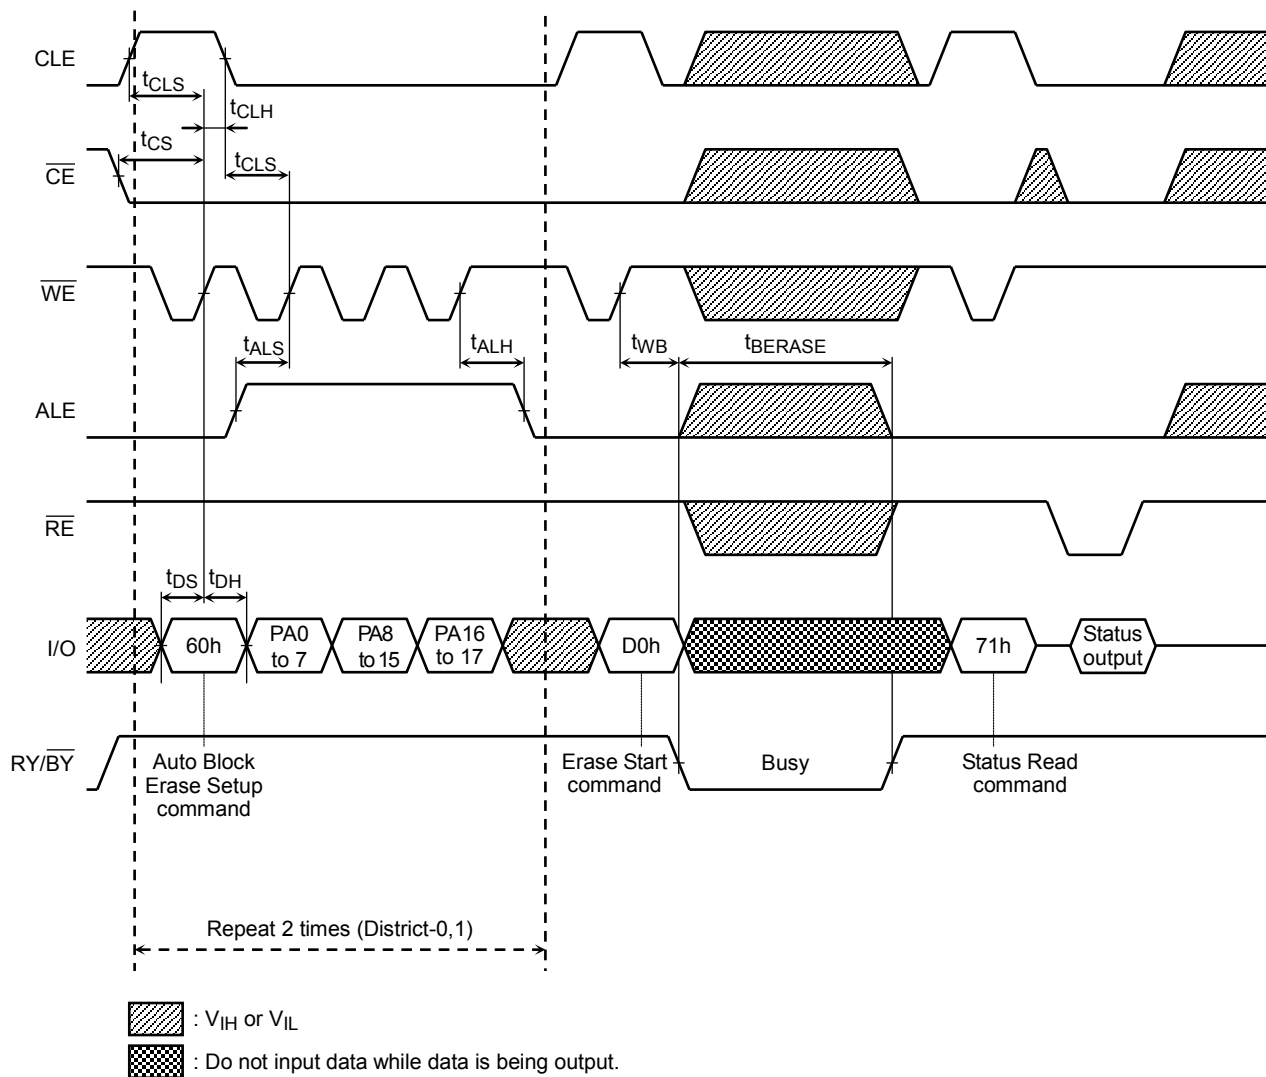 CLE
tCLS
tCLH
tCS
tCLS
CE
WE
tALS
tALH
tWB
tBERASE
ALE
RE
tDS
tDH
I/O
60h
PA0
to 7
PA8
to 15
PA16
to 17
D0h
71h
Status
output
RY/BY
Auto Block
Erase Setup
command
Erase Start
command
Busy
Status Read
command
Repeat 2 times (District-0,1)
: VIH or VIL
: Do not input data while data is being output.